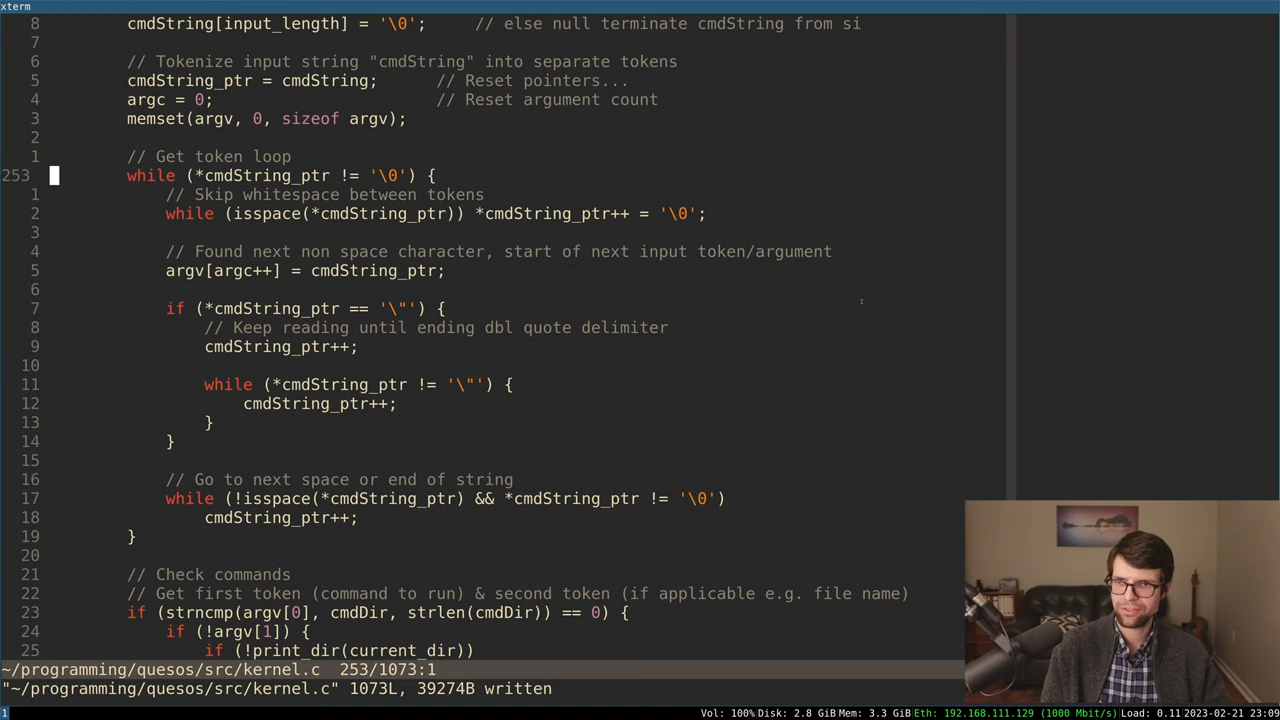 xterm
8 cmdString[input_length] = '\0'; // else null terminate cmdString from si
7
6 // Tokenize input string "cmdString" into separate tokens
5 cmdString_ptr = cmdString; // Reset pointers...
4 argc = 0; // Reset argument count
3 memset(argv, 0, sizeof argv);
2
1 // Get token loop
253 while (*cmdString_ptr != '\0') {
1 // Skip whitespace between tokens
2 while (isspace(*cmdString_ptr)) *cmdString_ptr++ = '\0';
3
4 // Found next non space character, start of next input token/argument
5 argv[argc++] = cmdString_ptr;
6
7 if (*cmdString_ptr == '\"') {
8 // Keep reading until ending dbl quote delimiter
9 cmdString_ptr++;
10
11 while (*cmdString_ptr != '\"') {
12 cmdString_ptr++;
13 }
14 }
15
16 // Go to next space or end of string
17 while (!isspace(*cmdString_ptr) && *cmdString_ptr != '\0')
18 cmdString_ptr++;
19 }
20
21 // Check commands
22 // Get first token (command to run) & second token (if applicable e.g. file name)
23 if (strncmp(argv[0], cmdDir, strlen(cmdDir)) == 0) {
24 if (!argv[1]) {
25 if (!print_dir(current_dir))
~/programming/quesos/src/kernel.c 253/1073:1
"~/programming/quesos/src/kernel.c" 1073L, 39274B written
1 Vol: 100% Disk: 2.8 GiB Mem: 3.3 GiB Eth: 192.168.111.129 (1000 Mbit/s) Load: 0.11 2023-02-21 23:09